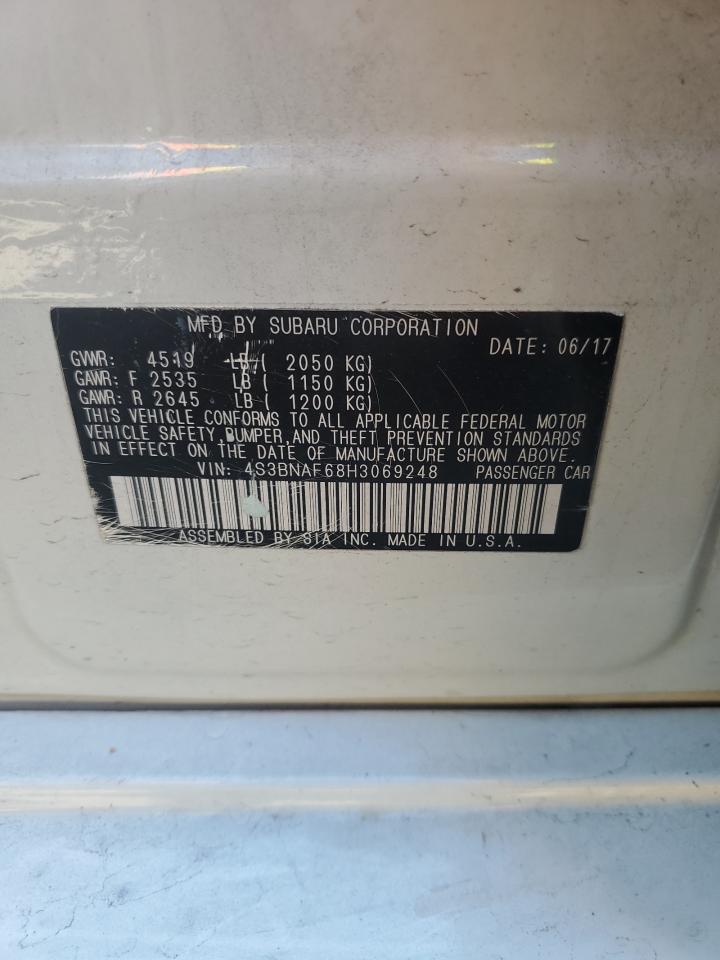 MFD BY SUBARU CORPORATION
DATE: 06/17
GVWR: 4519 LB ( 2050 KG)
GAWR: F 2535 LB ( 1150 KG)
GAWR: R 2645 LB ( 1200 KG)
THIS VEHICLE CONFORMS TO ALL APPLICABLE FEDERAL MOTOR
VEHICLE SAFETY,BUMPER,AND THEFT PREVENTION STANDARDS
IN EFFECT ON THE DATE OF MANUFACTURE SHOWN ABOVE.
VIN: 4S3BNAF68H3069248 PASSENGER CAR
ASSEMBLED BY SIA INC. MADE IN U.S.A.